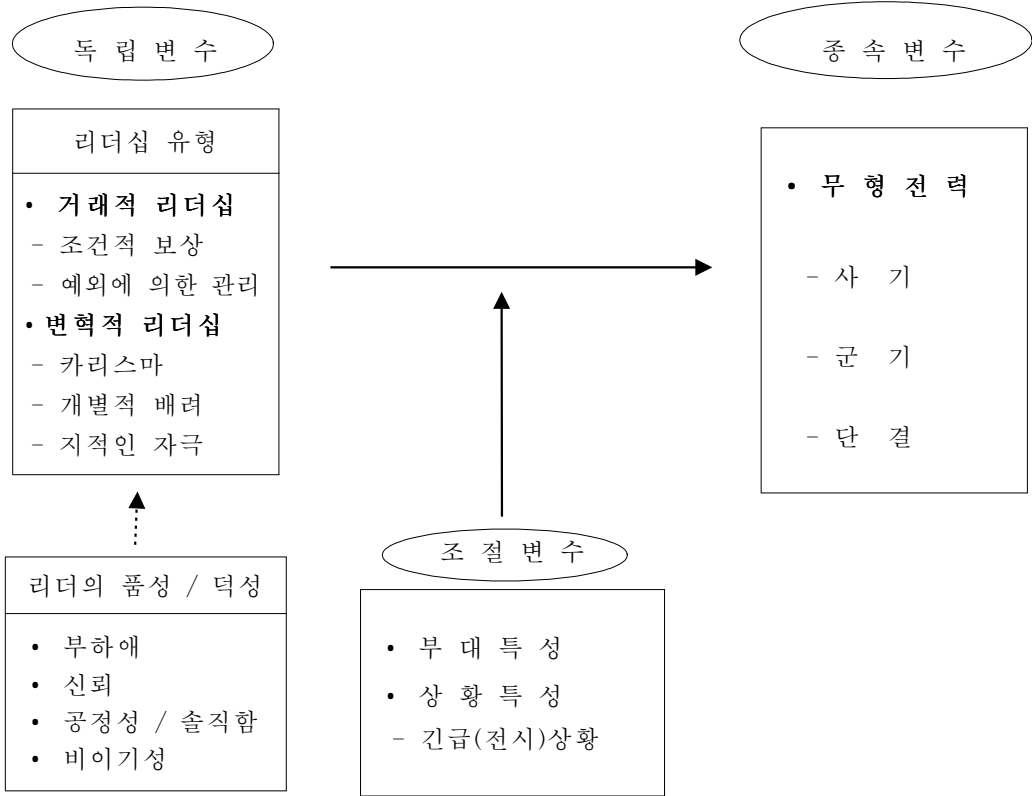 독 립 변 수
리더십 유형
• 거래적 리더십
- 조건적 보상
- 예외에 의한 관리
• 변혁적 리더십
- 카리스마
- 개별적 배려
- 지적인 자극
리더의 품성 / 덕성
• 부하애
• 신뢰
• 공정성 / 솔직함
• 비이기성
조 절 변 수
• 부 대 특 성
• 상 황 특 성
- 긴급(전시)상황
종 속 변 수
• 무 형 전 력
- 사 기
- 군 기
- 단 결